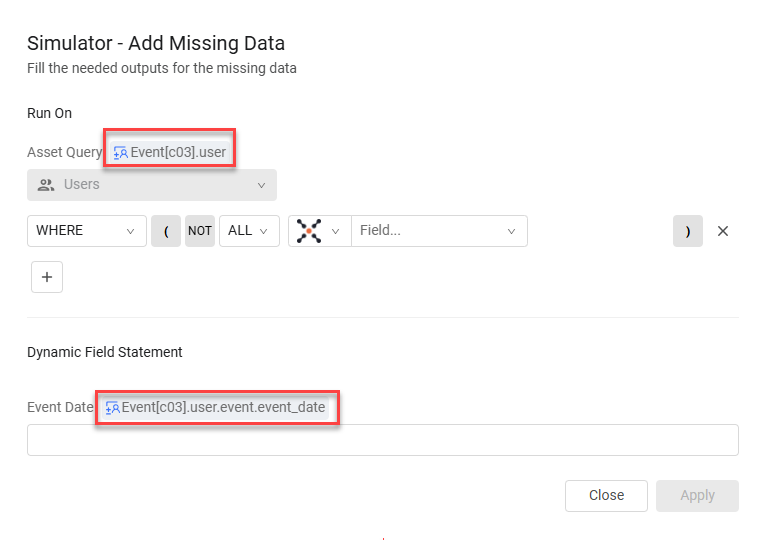 Simulator - Add Missing Data
Fill the needed outputs for the missing data
Run On
Asset Query Event[c03].user
Users
WHERE ( NOT ALL Field... ) ×
+
Dynamic Field Statement
Event Date Event[c03].user.event.event_date
Close Apply